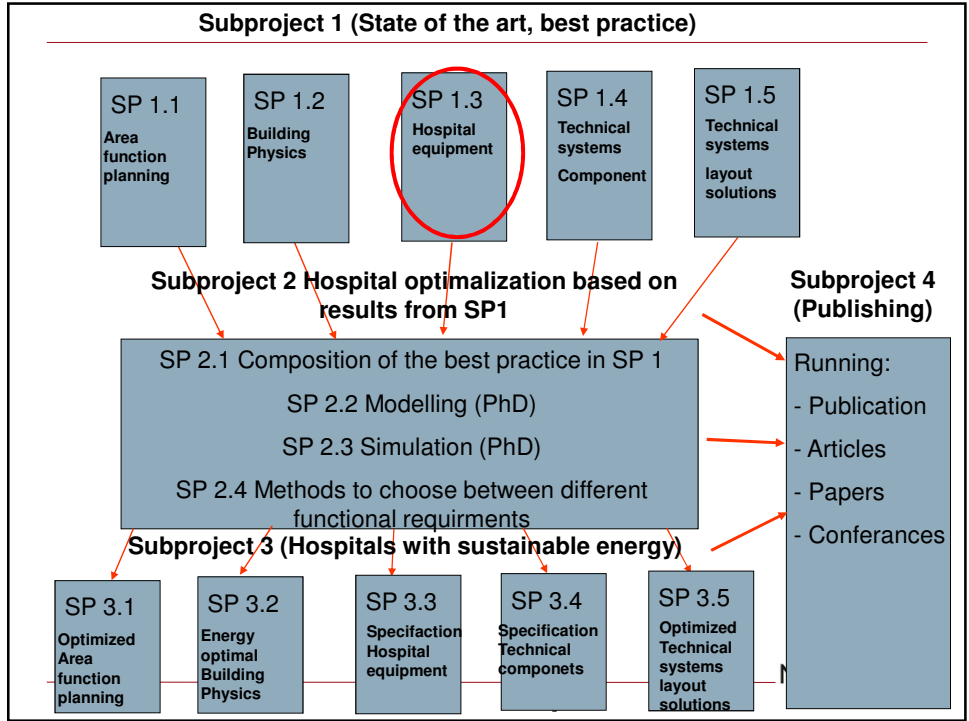 Subproject 1 (State of the art, best practice)
SP 1.1
Area
function
planning
SP 1.2
Building
Physics
SP 1.3
Hospital
equipment
SP 1.4
Technical
systems
Component
SP 1.5
Technical
systems
layout
solutions
Subproject 2 Hospital optimalization based on
results from SP1
Subproject 4
(Publishing)
SP 2.1 Composition of the best practice in SP 1
SP 2.2 Modelling (PhD)
SP 2.3 Simulation (PhD)
SP 2.4 Methods to choose between different
functional requirments
Running:
- Publication
- Articles
- Papers
- Conferances
Subproject 3 (Hospitals with sustainable energy)
SP 3.1
Optimized
Area
function
planning
SP 3.2
Energy
optimal
Building
Physics
SP 3.3
Specifaction
Hospital
equipment
SP 3.4
Specification
Technical
componets
SP 3.5
Optimized
Technical
systems
layout
solutions